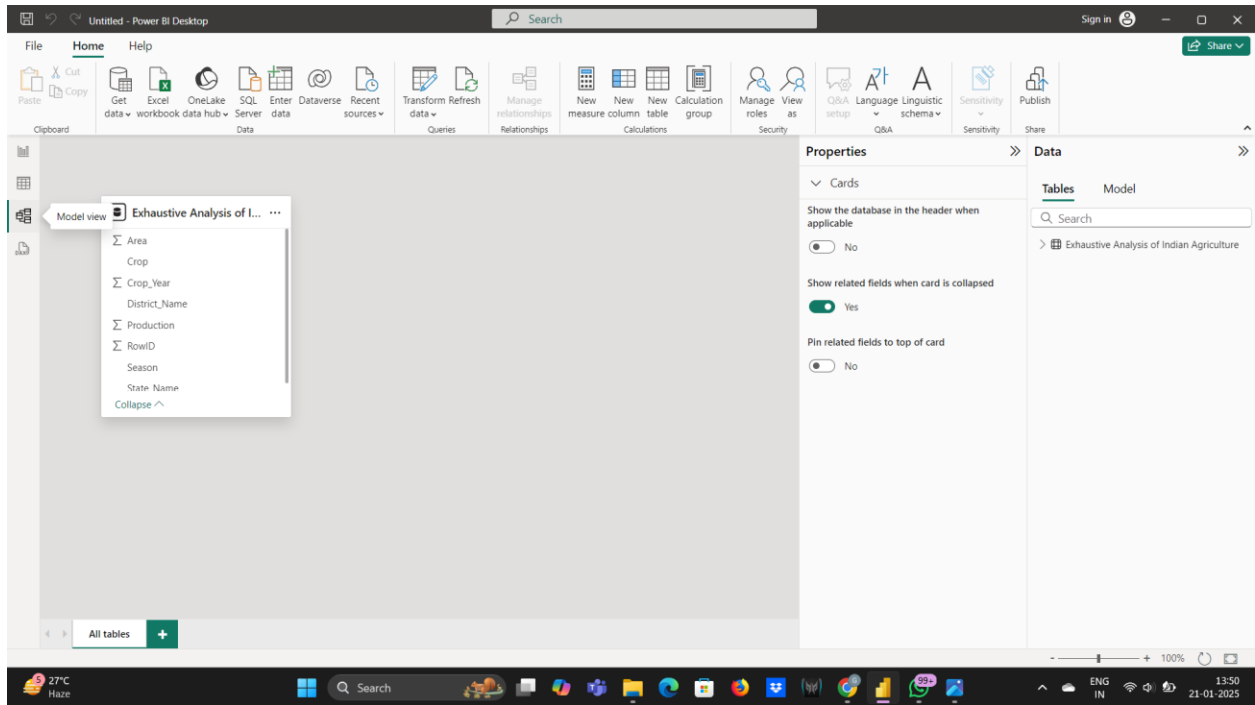 Untitled - Power BI Desktop
Search
Sign in
File Home Help
Share
Paste
Cut
Copy
Get data
Excel workbook
OneLake data hub
SQL Server
Enter data
Dataverse
Recent sources
Transform data
Refresh
Manage relationships
New measure
New column
New table
Calculation group
Manage roles
View as
Q&A setup
Language
Linguistic schema
Sensitivity
Publish
Clipboard
Data
Queries
Relationships
Calculations
Security
Q&A
Sensitivity
Share
Model view
Exhaustive Analysis of I...
Area
Crop
Crop_Year
District_Name
Production
RowID
Season
State_Name
Collapse
Properties
Cards
Show the database in the header when
applicable
No
Show related fields when card is collapsed
Yes
Pin related fields to top of card
No
Data
Tables Model
Search
Exhaustive Analysis of Indian Agriculture
All tables
100%
5
27°C
Haze
Search
99+
ENG
IN
13:50
21-01-2025